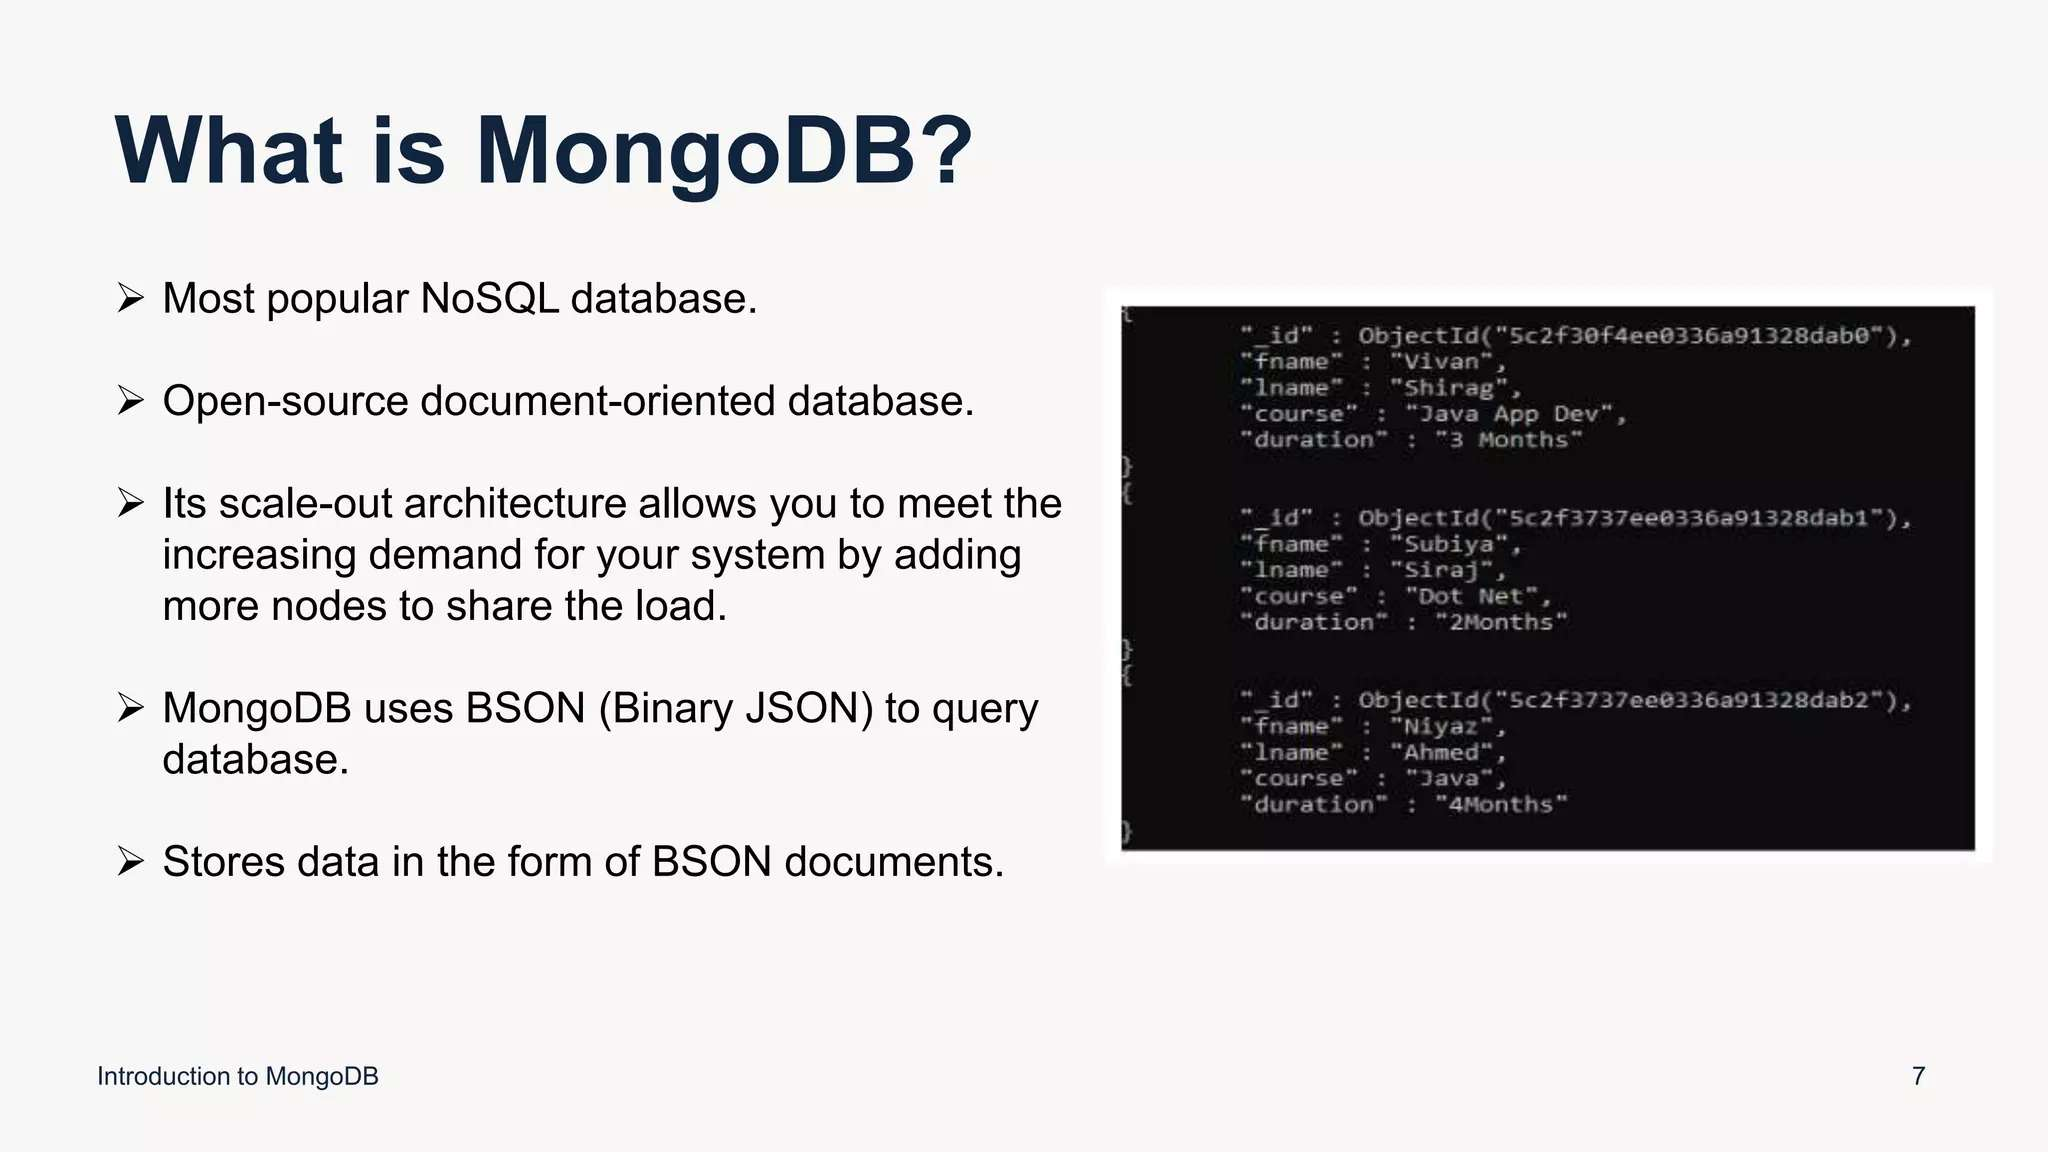 What is MongoDB?
➢ Most popular NoSQL database.
➢ Open-source document-oriented database.
➢ Its scale-out architecture allows you to meet the
increasing demand for your system by adding
more nodes to share the load.
➢ MongoDB uses BSON (Binary JSON) to query
database.
➢ Stores data in the form of BSON documents.
{
"_id" : ObjectId("5c2f30f4ee0336a91328dab0"),
"fname" : "Vivan",
"lname" : "Shirag",
"course" : "Java App Dev",
"duration" : "3 Months"
}
{
"_id" : ObjectId("5c2f3737ee0336a91328dab1"),
"fname" : "Subiya",
"lname" : "Siraj",
"course" : "Dot Net",
"duration" : "2Months"
}
{
"_id" : ObjectId("5c2f3737ee0336a91328dab2"),
"fname" : "Niyaz",
"lname" : "Ahmed",
"course" : "Java",
"duration" : "4Months"
}
Introduction to MongoDB
7